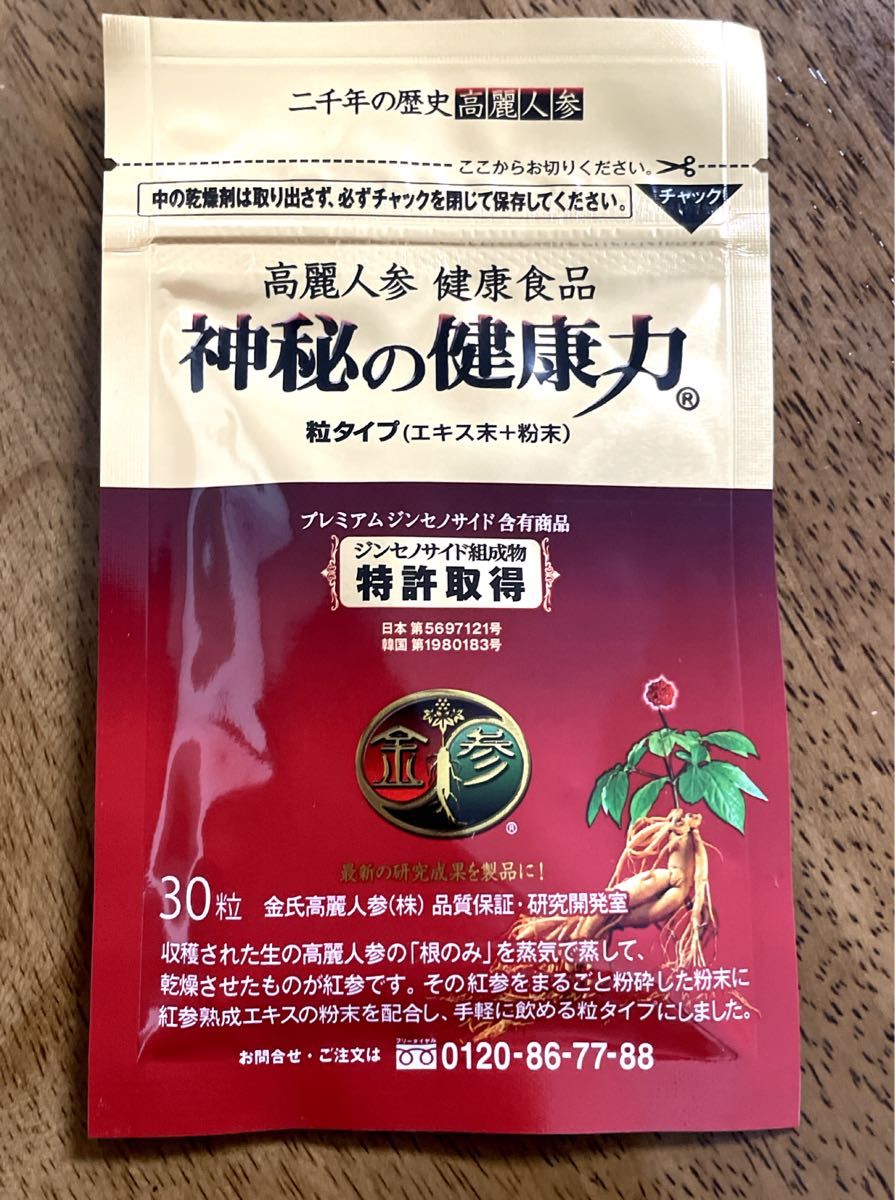 二千年の歴史高麗人参
ここからお切りください。
中の乾燥剤は取り出さず、必ずチャックを閉じて保存してください。
チャック
高麗人参 健康食品
神秘の健康力®
粒タイプ(エキス末+粉末)
プレミアムジンセノサイド含有商品
ジンセノサイド組成物
特許取得
日本 第5697121号
韓国 第1980183号
金参
®
最新の研究成果を製品に!
30粒 金氏高麗人参(株) 品質保証・研究開発室
収穫された生の高麗人参の「根のみ」を蒸気で蒸して、
乾燥させたものが紅参です。その紅参をまるごと粉砕した粉末に
紅参熟成エキスの粉末を配合し、手軽に飲める粒タイプにしました。
フリーダイヤル
お問合せ・ご注文は 0120-86-77-88